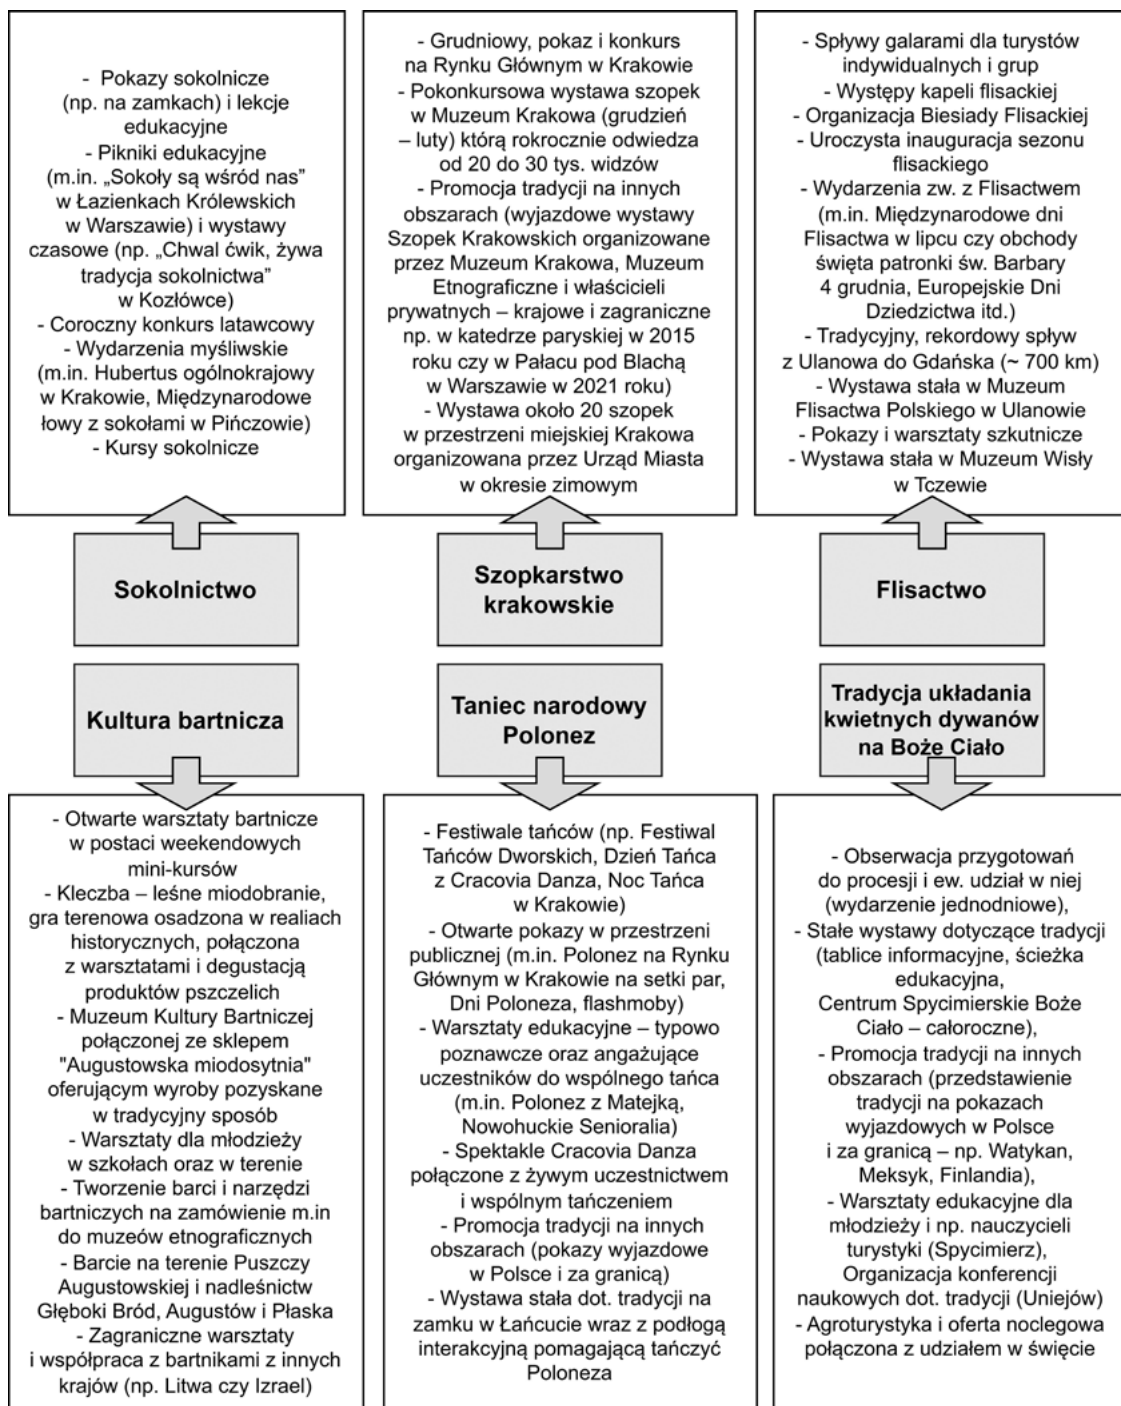 - Pokazy sokolnicze
(np. na zamkach) i lekcje
edukacyjne
- Pikniki edukacyjne
(m.in. „Sokoły są wśród nas”
w Łazienkach Królewskich
w Warszawie) i wystawy
czasowe (np. „Chwal ćwik, żywa
tradycja sokolnictwa”
w Kozłówce)
- Coroczny konkurs latawcowy
- Wydarzenia myśliwskie
(m.in. Hubertus ogólnokrajowy
w Krakowie, Międzynarodowe
łowy z sokołami w Pińczowie)
- Kursy sokolnicze
- Grudniowy, pokaz i konkurs
na Rynku Głównym w Krakowie
- Pokonkursowa wystawa szopek
w Muzeum Krakowa (grudzień
– luty) którą rokrocznie odwiedza
od 20 do 30 tys. widzów
- Promocja tradycji na innych
obszarach (wyjazdowe wystawy
Szopek Krakowskich organizowane
przez Muzeum Krakowa, Muzeum
Etnograficzne i właścicieli
prywatnych – krajowe i zagraniczne
np. w katedrze paryskiej w 2015
roku czy w Pałacu pod Blachą
w Warszawie w 2021 roku)
- Wystawa około 20 szopek
w przestrzeni miejskiej Krakowa
organizowana przez Urząd Miasta
w okresie zimowym
- Spływy galarami dla turystów
indywidualnych i grup
- Występy kapeli flisackiej
- Organizacja Biesiady Flisackiej
- Uroczysta inauguracja sezonu
flisackiego
- Wydarzenia zw. z Flisactwem
(m.in. Międzynarodowe dni
Flisactwa w lipcu czy obchody
święta patronki św. Barbary
4 grudnia, Europejskie Dni
Dziedzictwa itd.)
- Tradycyjny, rekordowy spływ
z Ulanowa do Gdańska (~ 700 km)
- Wystawa stała w Muzeum
Flisactwa Polskiego w Ulanowie
- Pokazy i warsztaty szkutnicze
- Wystawa stała w Muzeum Wisły
w Tczewie
Sokolnictwo
Szopkarstwo
krakowskie
Flisactwo
Kultura bartnicza
Taniec narodowy
Polonez
Tradycja układania
kwietnych dywanów
na Boże Ciało
- Otwarte warsztaty bartnicze
w postaci weekendowych
mini-kursów
- Kleczba – leśne miodobranie,
gra terenowa osadzona w realiach
historycznych, połączona
z warsztatami i degustacją
produktów pszczelich
- Muzeum Kultury Bartniczej
połączonej ze sklepem
"Augustowska miodosytnia"
oferującym wyroby pozyskane
w tradycyjny sposób
- Warsztaty dla młodzieży
w szkołach oraz w terenie
- Tworzenie barci i narzędzi
bartniczych na zamówienie m.in
do muzeów etnograficznych
- Barcie na terenie Puszczy
Augustowskiej i nadleśnictw
Głęboki Bród, Augustów i Płaska
- Zagraniczne warsztaty
i współpraca z bartnikami z innych
krajów (np. Litwa czy Izrael)
- Festiwale tańców (np. Festiwal
Tańców Dworskich, Dzień Tańca
z Cracovia Danza, Noc Tańca
w Krakowie)
- Otwarte pokazy w przestrzeni
publicznej (m.in. Polonez na Rynku
Głównym w Krakowie na setki par,
Dni Poloneza, flashmoby)
- Warsztaty edukacyjne – typowo
poznawcze oraz angażujące
uczestników do wspólnego tańca
(m.in. Polonez z Matejką,
Nowohuckie Senioralia)
- Spektakle Cracovia Danza
połączone z żywym uczestnictwem
i wspólnym tańczeniem
- Promocja tradycji na innych
obszarach (pokazy wyjazdowe
w Polsce i za granicą)
- Wystawa stała dot. tradycji na
zamku w Łańcucie wraz z podłogą
interakcyjną pomagającą tańczyć
Poloneza
- Obserwacja przygotowań
do procesji i ew. udział w niej
(wydarzenie jednodniowe),
- Stałe wystawy dotyczące tradycji
(tablice informacyjne, ścieżka
edukacyjna,
Centrum Spycimierskie Boże
Ciało – całoroczne),
- Promocja tradycji na innych
obszarach (przedstawienie
tradycji na pokazach
wyjazdowych w Polsce
i za granicą – np. Watykan,
Meksyk, Finlandia),
- Warsztaty edukacyjne dla
młodzieży i np. nauczycieli
turystyki (Spycimierz),
Organizacja konferencji
naukowych dot. tradycji (Uniejów)
- Agroturystyka i oferta noclegowa
połączona z udziałem w święcie